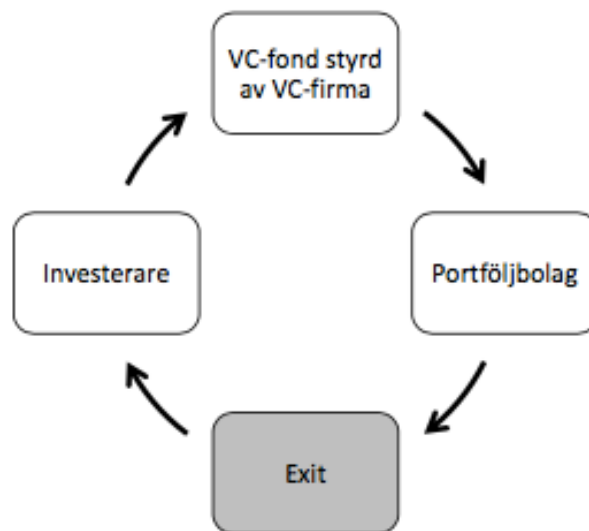 VC-fond styrd
av VC-firma
Investerare
Portföljbolag
Exit